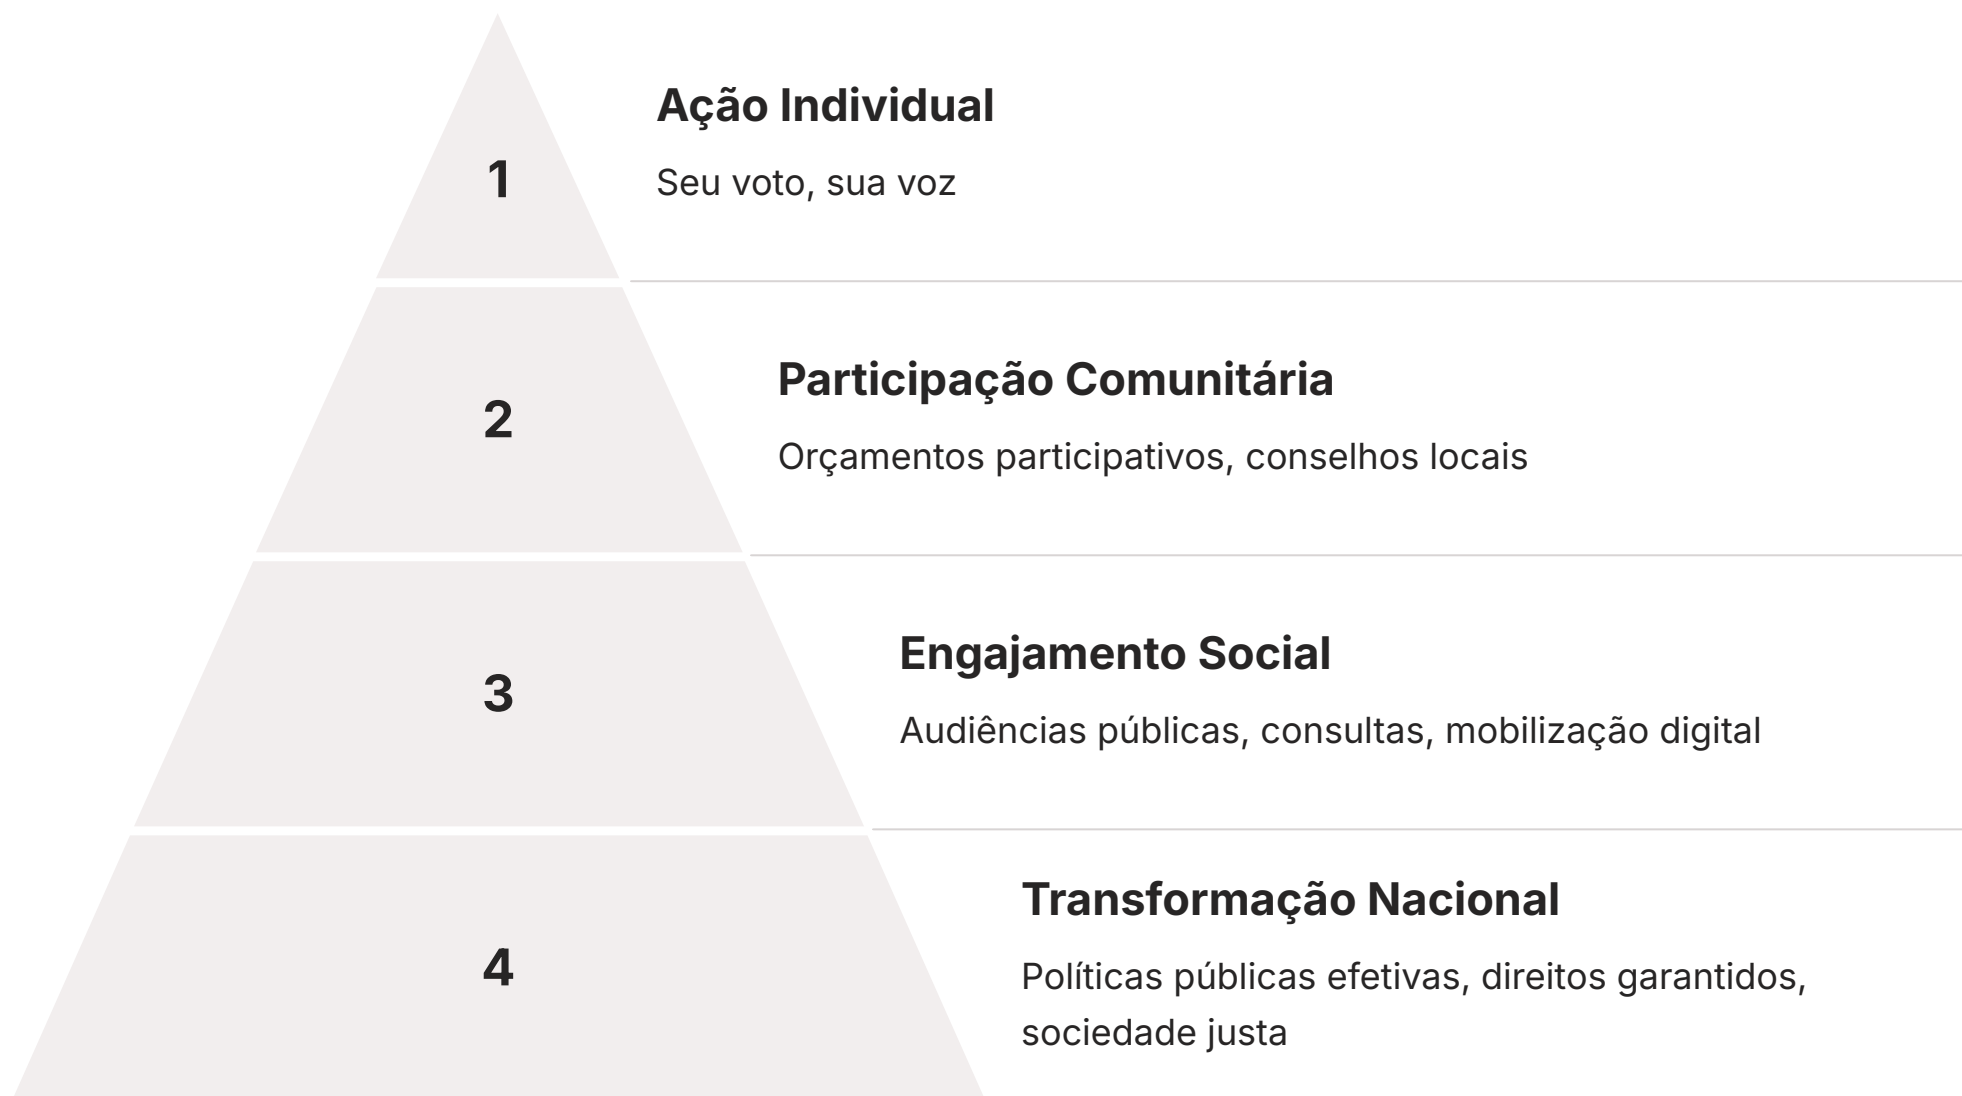 1
Ação Individual
Seu voto, sua voz
2
Participação Comunitária
Orçamentos participativos, conselhos locais
3
Engajamento Social
Audiências públicas, consultas, mobilização digital
4
Transformação Nacional
Políticas públicas efetivas, direitos garantidos,
sociedade justa